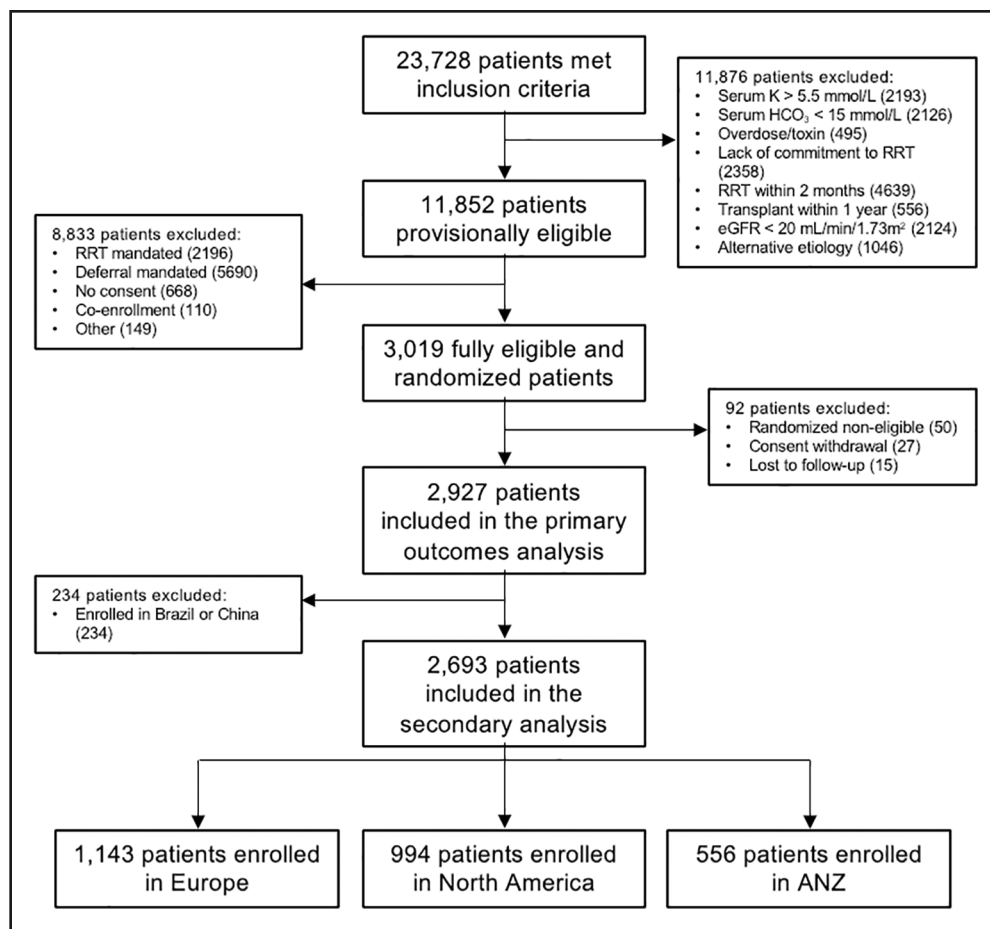 23,728 patients met
inclusion criteria
11,876 patients excluded:
• Serum K > 5.5 mmol/L (2193)
• Serum HCO₃ < 15 mmol/L (2126)
• Overdose/toxin (495)
• Lack of commitment to RRT
(2358)
• RRT within 2 months (4639)
• Transplant within 1 year (556)
• eGFR < 20 mL/min/1.73m² (2124)
• Alternative etiology (1046)
11,852 patients
provisionally eligible
8,833 patients excluded:
• RRT mandated (2196)
• Deferral mandated (5690)
• No consent (668)
• Co-enrollment (110)
• Other (149)
3,019 fully eligible and
randomized patients
92 patients excluded:
• Randomized non-eligible (50)
• Consent withdrawal (27)
• Lost to follow-up (15)
2,927 patients
included in the primary
outcomes analysis
234 patients excluded:
• Enrolled in Brazil or China
(234)
2,693 patients
included in the
secondary analysis
1,143 patients enrolled
in Europe
994 patients enrolled
in North America
556 patients enrolled
in ANZ